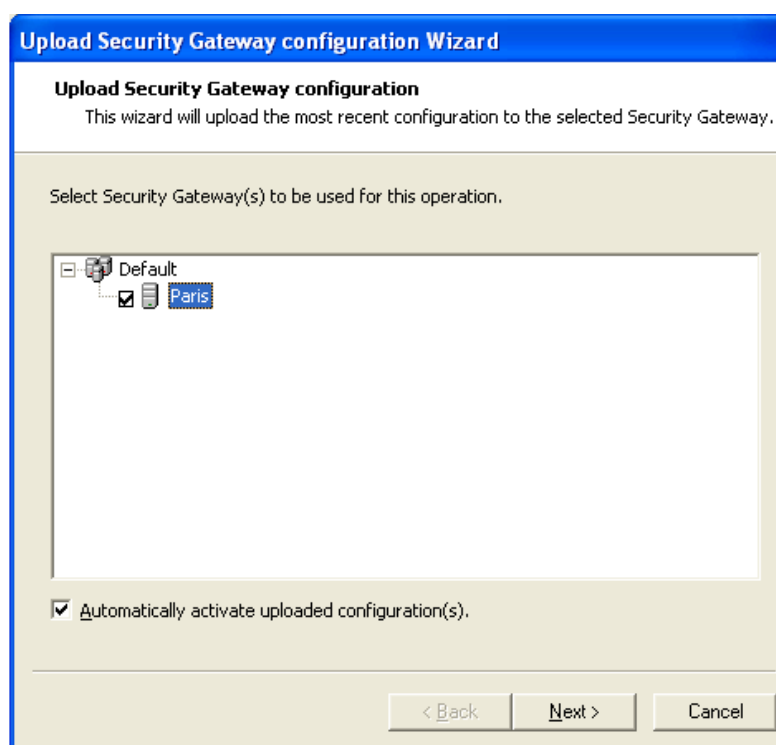 Upload Security Gateway configuration Wizard
Upload Security Gateway configuration
This wizard will upload the most recent configuration to the selected Security Gateway.
Select Security Gateway(s) to be used for this operation.
Default
Paris
Automatically activate uploaded configuration(s).
< Back Next > Cancel